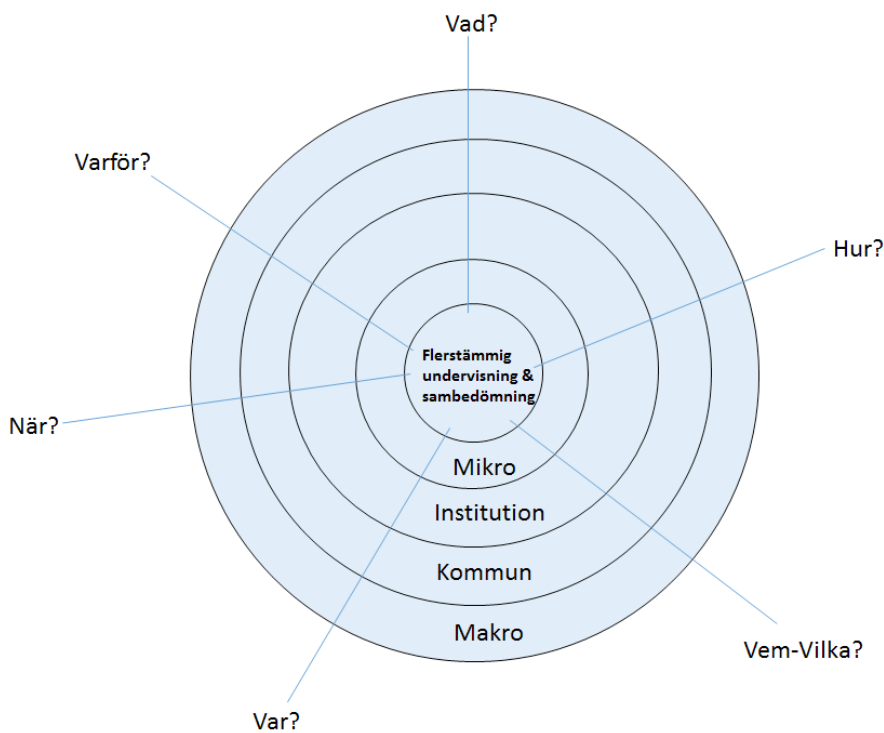 Vad?
Varför?
Hur?
Flerstämmig
undervisning &
sambedömning
När?
Mikro
Institution
Kommun
Makro
Vem-Vilka?
Var?